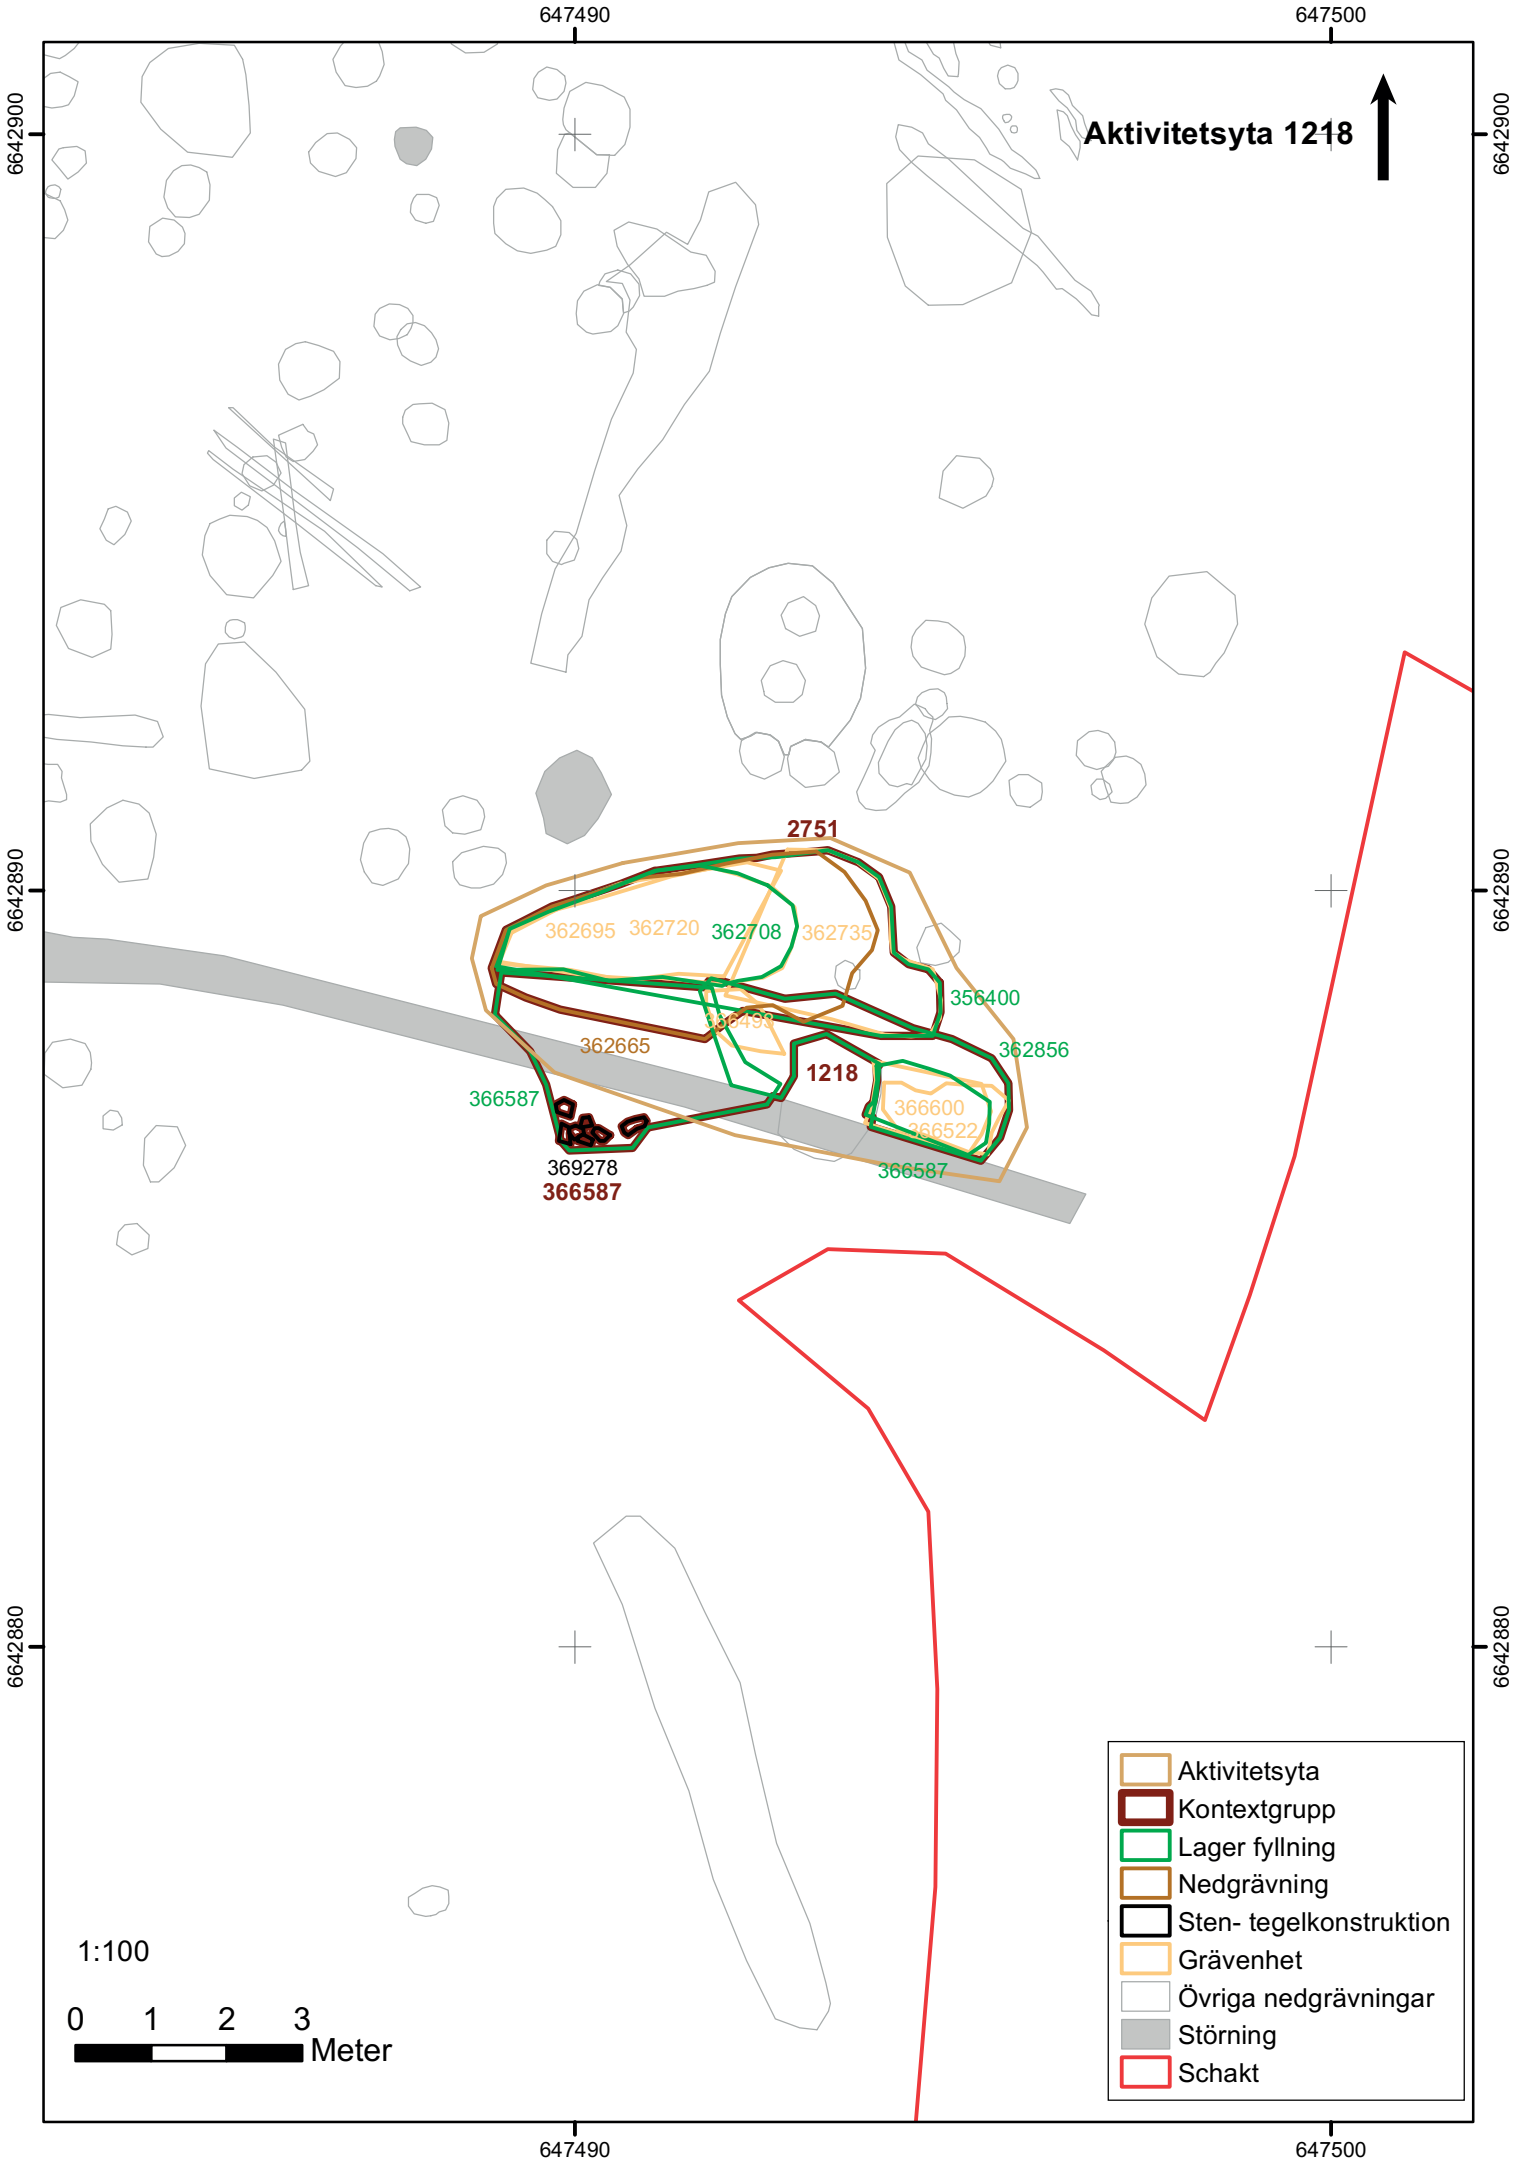 647490
647500
6642900
Aktivitetsyta 1218
6642900
2751
6642890
6642890
362695
362720
362708
362735
356400
366493
362665
362856
1218
366587
366600
366522
369278
366587
366587
6642880
6642880
Aktivitetsyta
Kontextgrupp
Lager fyllning
Nedgrävning
Sten- tegelkonstruktion
Grävenhet
Övriga nedgrävningar
Störning
Schakt
1:100
0 1 2 3
Meter
647490
647500